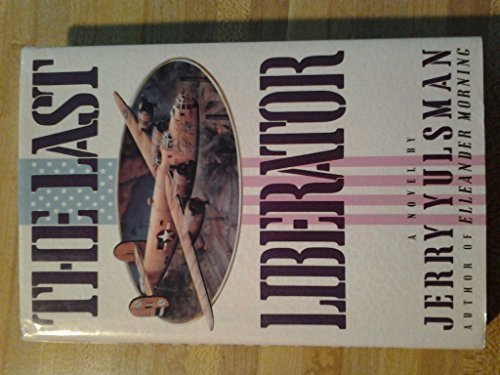 THE LAST
LIBERATOR
A NOVEL BY
JERRY YULSMAN
AUTHOR OF ELLEANDER MORNING